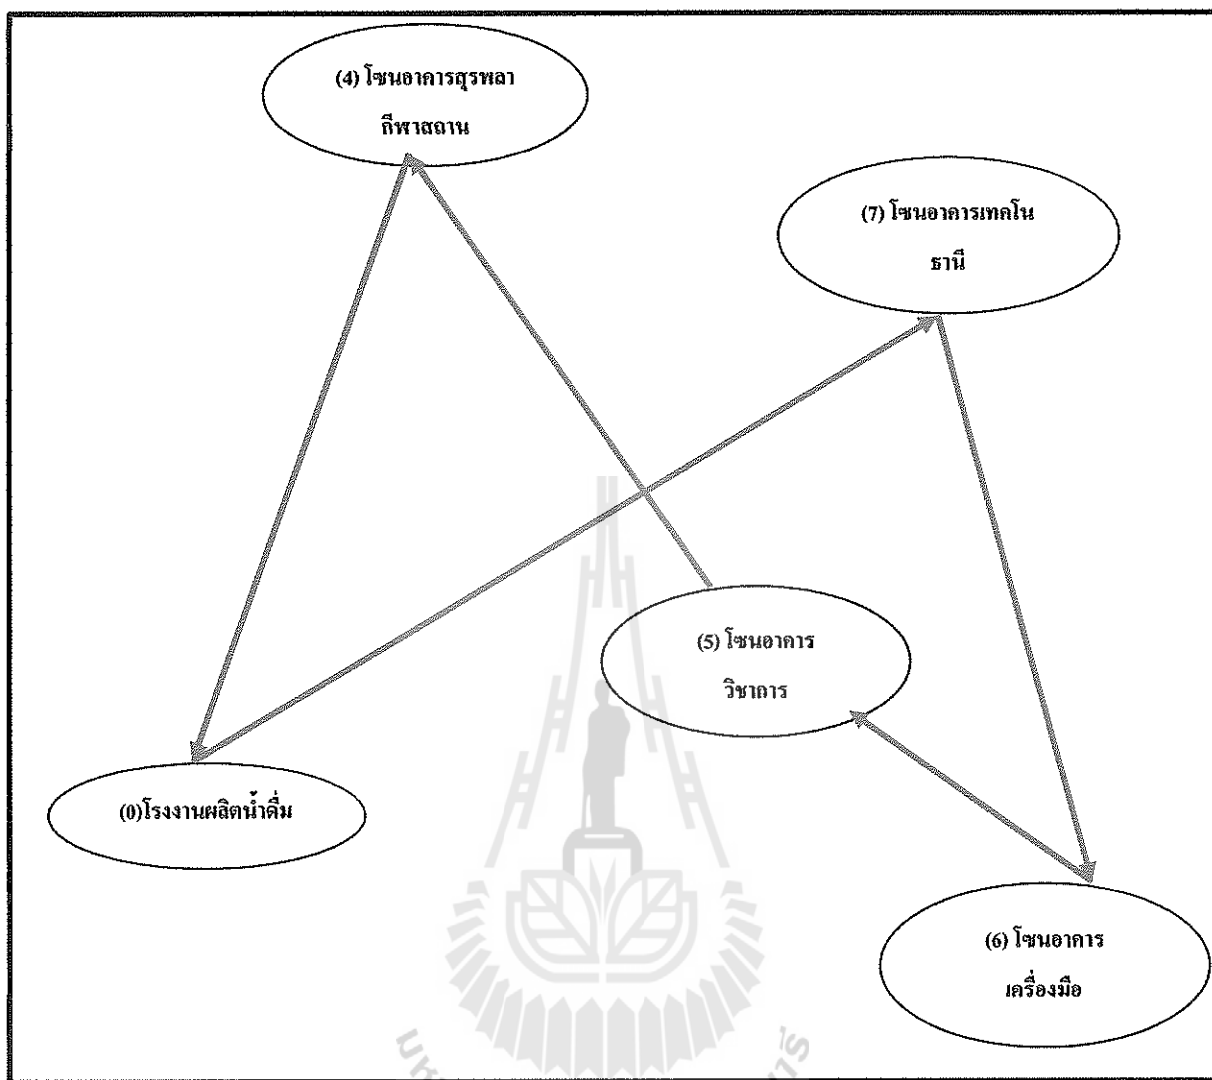 (4) โซนอาคารสุรพลา
กีฬาสถาน
(7) โซนอาคารเทคโน
ธานี
(5) โซนอาคาร
วิชาการ
(0)โรงงานผลิตน้ำดื่ม
(6) โซนอาคาร
เครื่องมือ